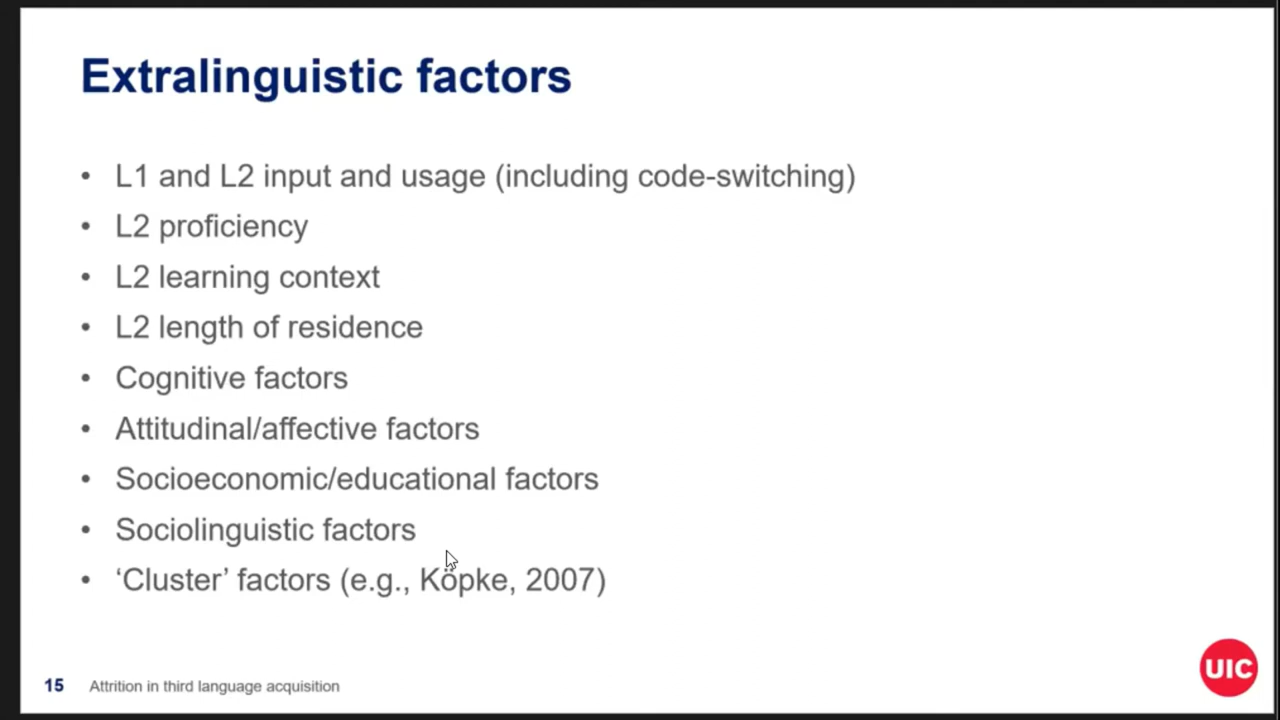 Extralinguistic factors
• L1 and L2 input and usage (including code-switching)
• L2 proficiency
• L2 learning context
• L2 length of residence
• Cognitive factors
• Attitudinal/affective factors
• Socioeconomic/educational factors
• Sociolinguistic factors
• ‘Cluster’ factors (e.g., Köpke, 2007)
15 Attrition in third language acquisition
UIC